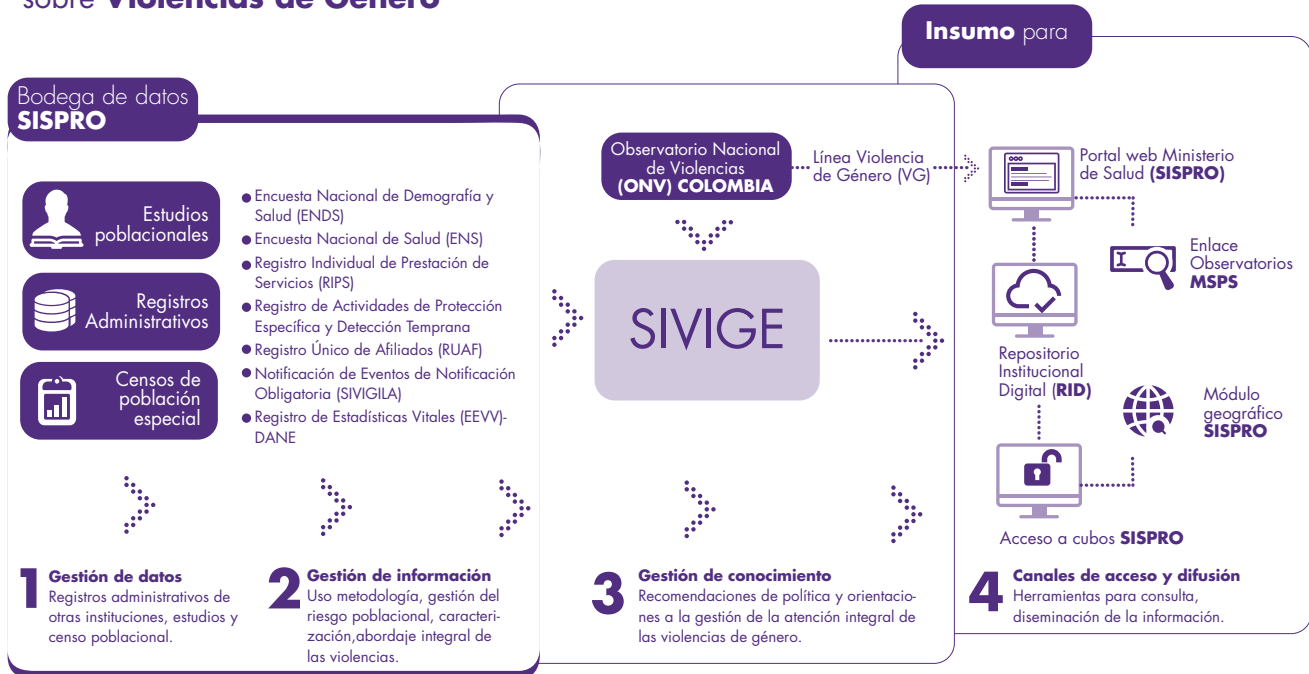 sobre Violencias de Género
Insumo para
Bodega de datos
SISPRO
Estudios
poblacionales
Registros
Administrativos
Censos de
población
especial
Encuesta Nacional de Demografía y
Salud (ENDS)
Encuesta Nacional de Salud (ENS)
Registro Individual de Prestación de
Servicios (RIPS)
Registro de Actividades de Protección
Específica y Detección Temprana
Registro Único de Afiliados (RUAF)
Notificación de Eventos de Notificación
Obligatoria (SIVIGILA)
Registro de Estadísticas Vitales (EEVV)-
DANE
Observatorio Nacional
de Violencias
(ONV) COLOMBIA
Línea Violencia
de Género (VG)
SIVIGE
Portal web Ministerio
de Salud (SISPRO)
Enlace
Observatorios
MSPS
Repositorio
Institucional
Digital (RID)
Módulo
geográfico
SISPRO
Acceso a cubos SISPRO
1 Gestión de datos
Registros administrativos de
otras instituciones, estudios y
censo poblacional.
2 Gestión de información
Uso metodología, gestión del
riesgo poblacional, caracteri-
zación,abordaje integral de
las violencias.
3 Gestión de conocimiento
Recomendaciones de política y orientacio-
nes a la gestión de la atención integral de
las violencias de género.
4 Canales de acceso y difusión
Herramientas para consulta,
diseminación de la información.